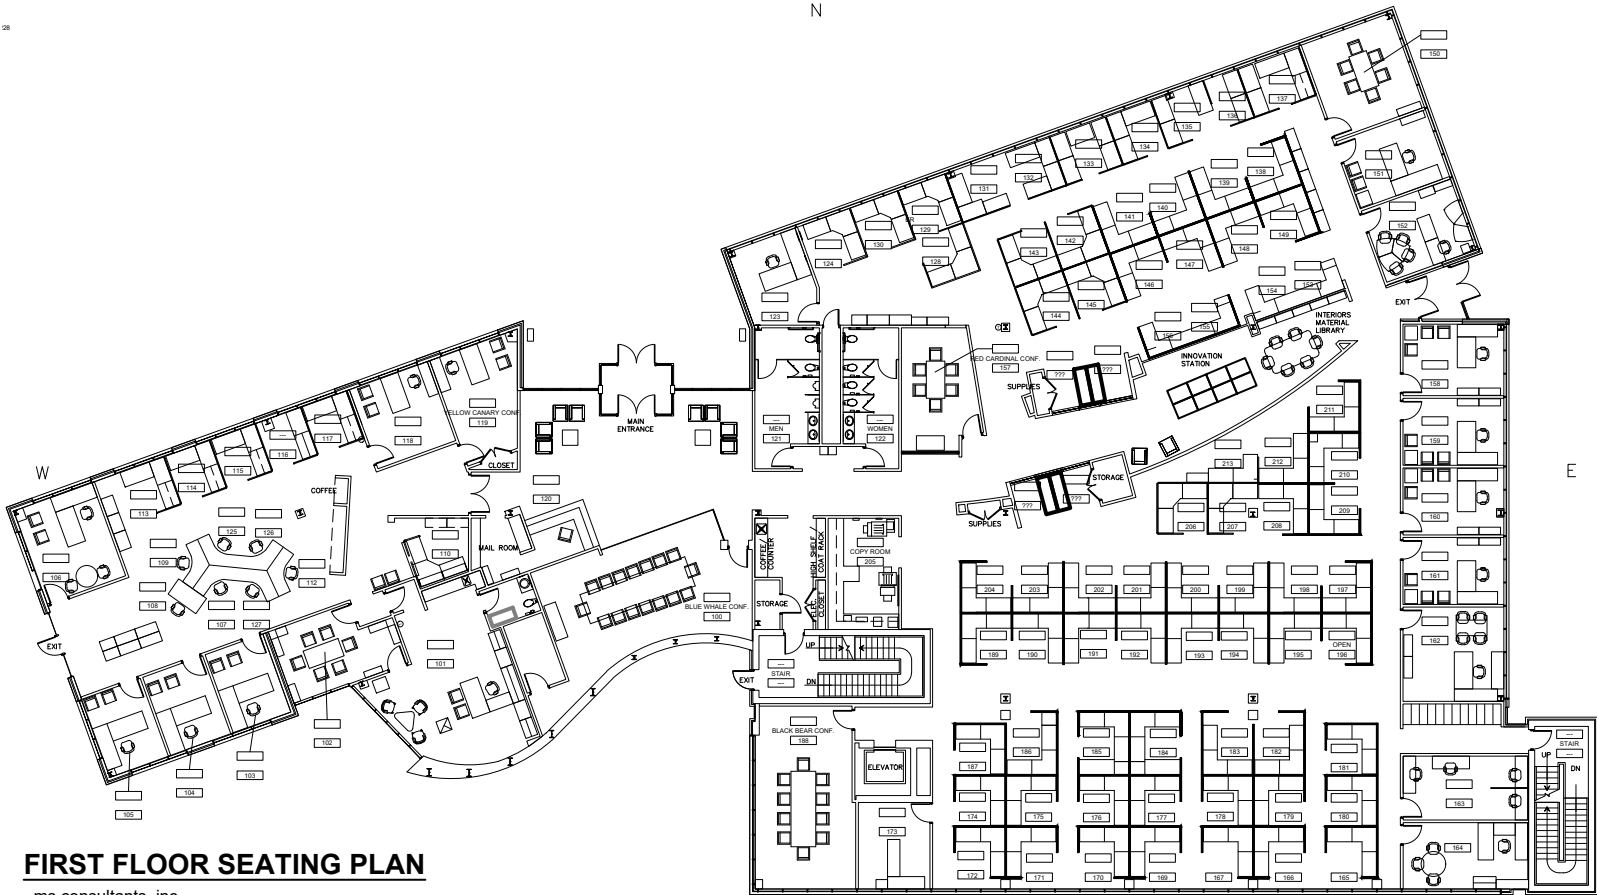 N
128
150
137
136
135
134
133
132
131
138
139
140
141
151
152
BR
129
130
124
128
142
143
149
148
147
146
145
144
154
153
123
EXIT
INTERIORS
MATERIAL
LIBRARY
155
156
INNOVATION
STATION
RED CARDINAL CONF.
157
???
???
SUPPLIES
158
YELLOW CANARY CONF.
119
MAIN
ENTRANCE
---
MEN
121
---
WOMEN
122
211
118
117
---
116
115
114
113
CLOSET
159
W
E
COFFEE
120
STORAGE
213
212
210
209
???
SUPPLIES
206
207
208
160
125
126
109
112
110
MAIL ROOM
COFFEE/
COUNTER
HIGH SHELF /
COAT RACK
COPY ROOM
205
106
108
107
127
161
BLUE WHALE CONF.
100
STORAGE
ELEC.
CLOSET
204
203
202
201
200
199
198
197
EXIT
101
162
189
190
191
192
193
194
195
OPEN
196
UP
---
STAIR
---
DN
EXIT
102
103
104
105
BLACK BEAR CONF.
188
ELEVATOR
187
186
185
184
183
182
181
---
STAIR
---
UP
DN
163
174
175
176
177
178
179
180
173
164
172
171
170
169
167
166
165
FIRST FLOOR SEATING PLAN
ms consultants, inc.